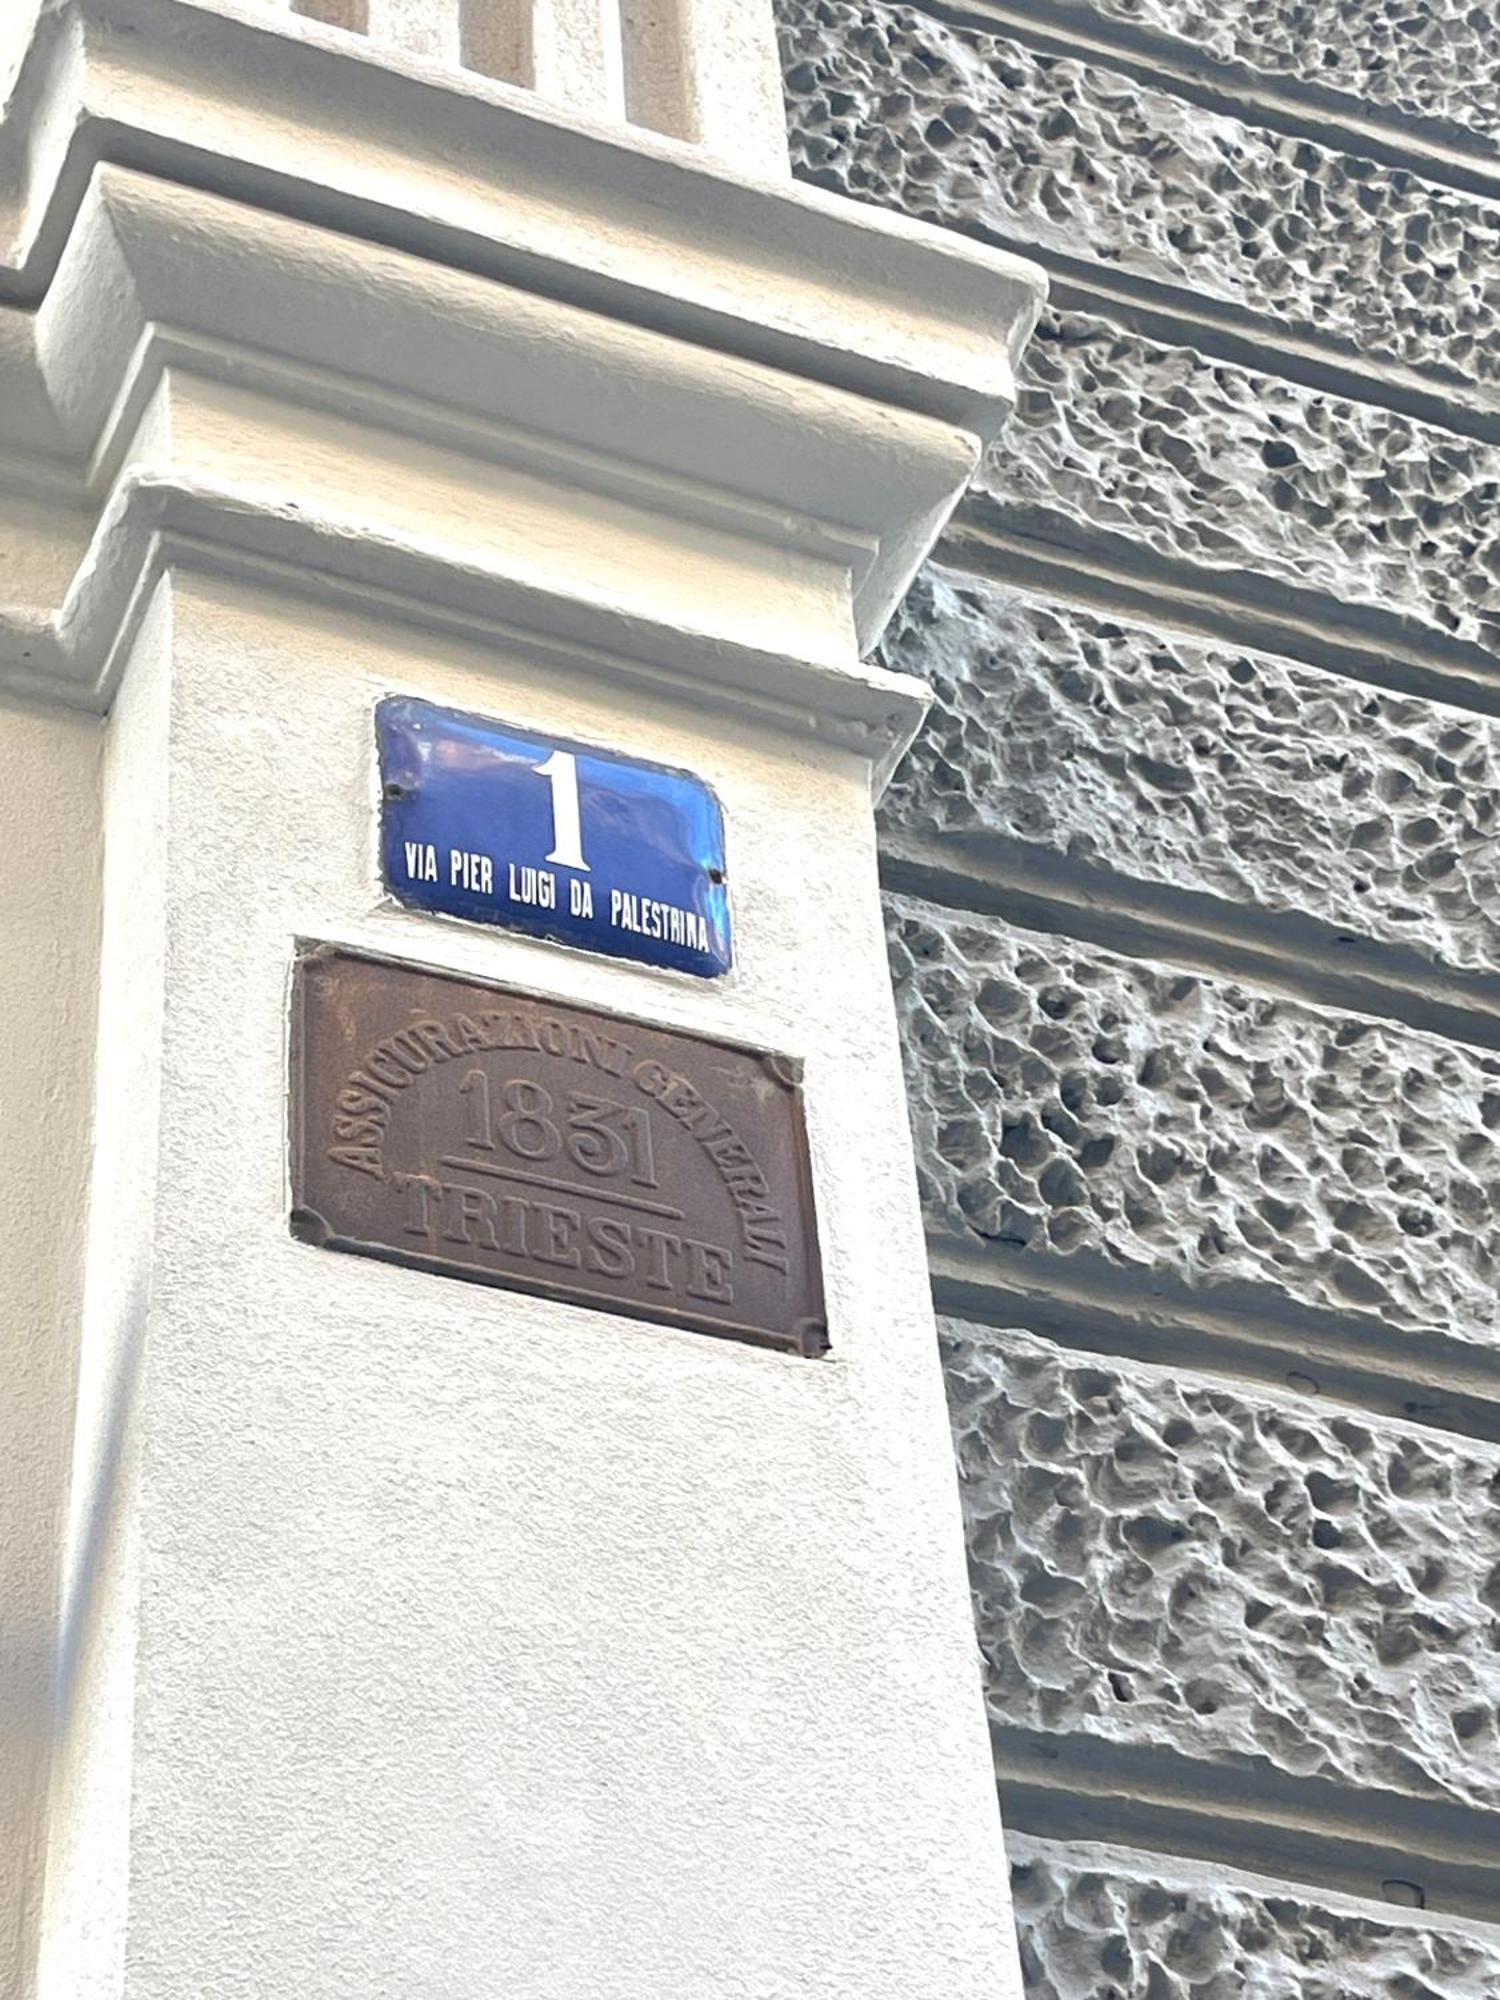 1
VIA PIER LUIGI DA PALESTRINA
ASSICURAZIONI GENERALI
1831
TRIESTE